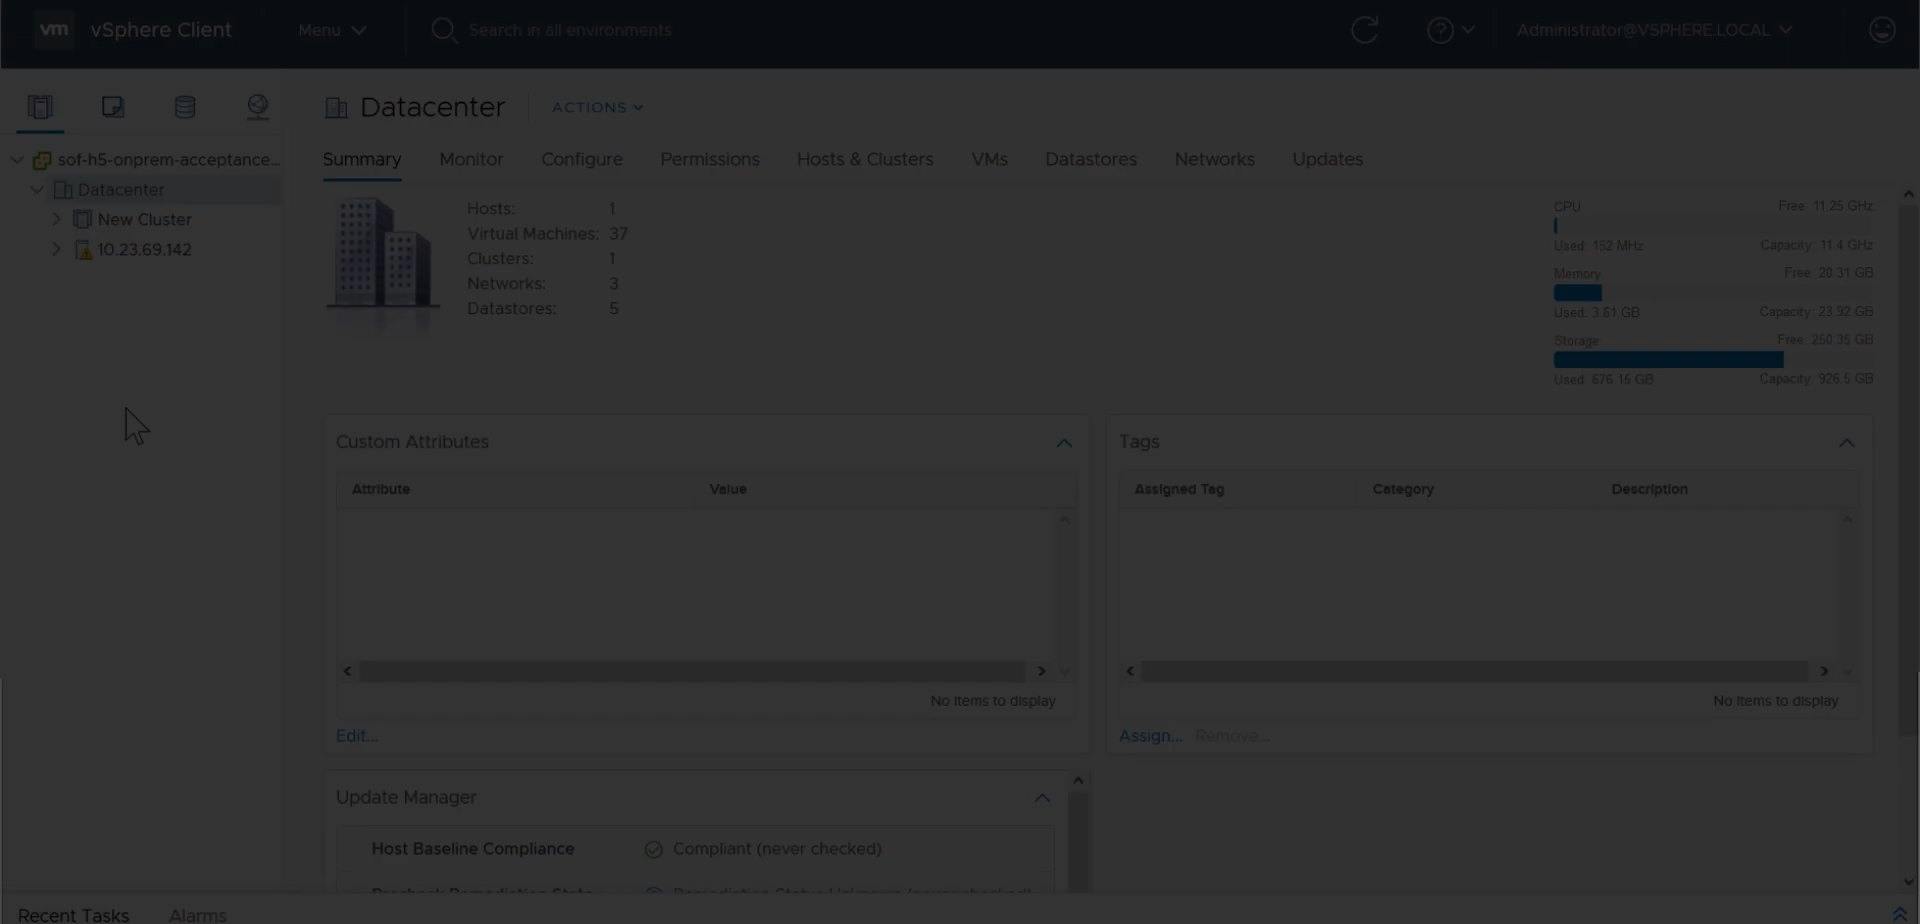 vm vSphere Client Menu Search in all environments Administrator@VSPHERE.LOCAL
Datacenter ACTIONS
sof-h5-onprem-acceptance...
Datacenter
New Cluster
10.23.69.142
Summary Monitor Configure Permissions Hosts & Clusters VMs Datastores Networks Updates
Hosts: 1
Virtual Machines: 37
Clusters: 1
Networks: 3
Datastores: 5
CPU Free: 11.25 GHz
Used: 152 MHz Capacity: 11.4 GHz
Memory Free: 20.31 GB
Used: 3.61 GB Capacity: 23.92 GB
Storage Free: 250.35 GB
Used: 676.15 GB Capacity: 926.5 GB
Custom Attributes
Attribute Value
No items to display
Edit...
Tags
Assigned Tag Category Description
No items to display
Assign... Remove...
Update Manager
Host Baseline Compliance Compliant (never checked)
Recent Tasks Alarms